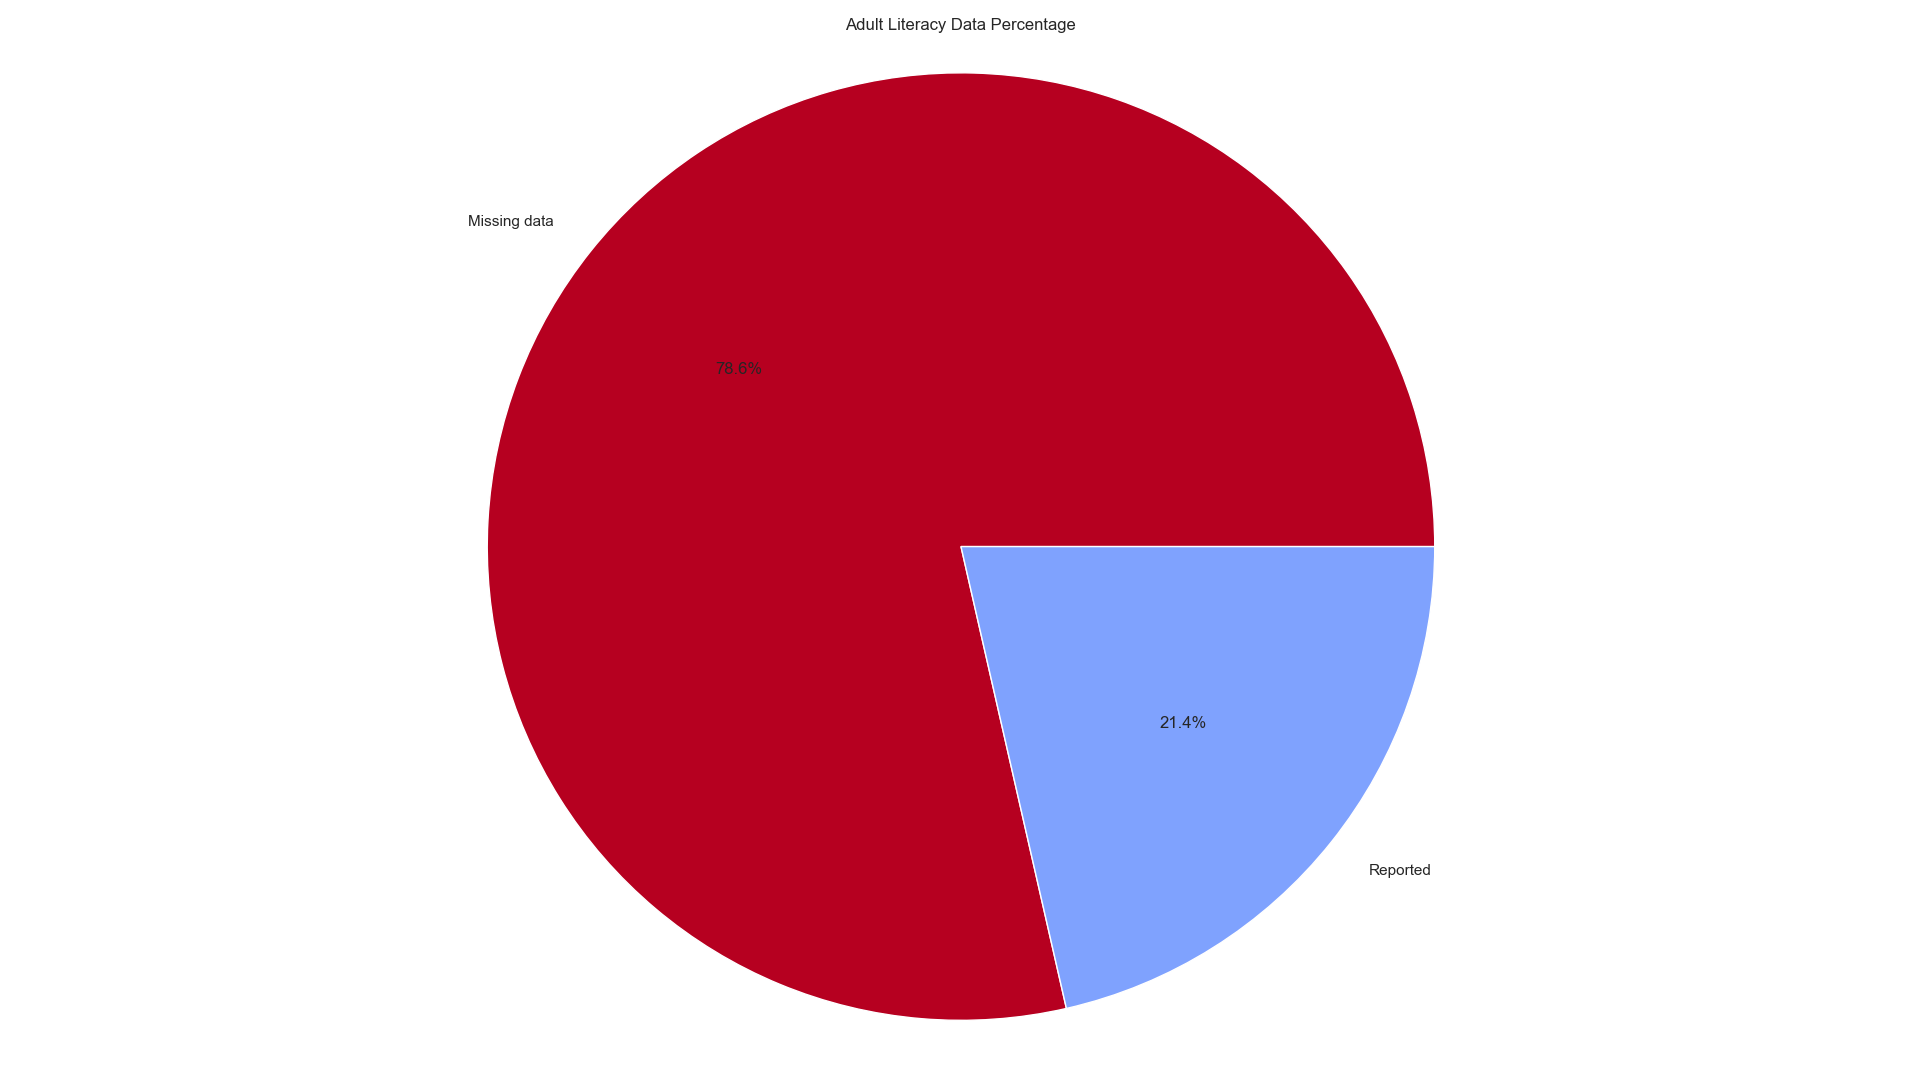 Adult Literacy Data Percentage
Missing data
78.6%
21.4%
Reported